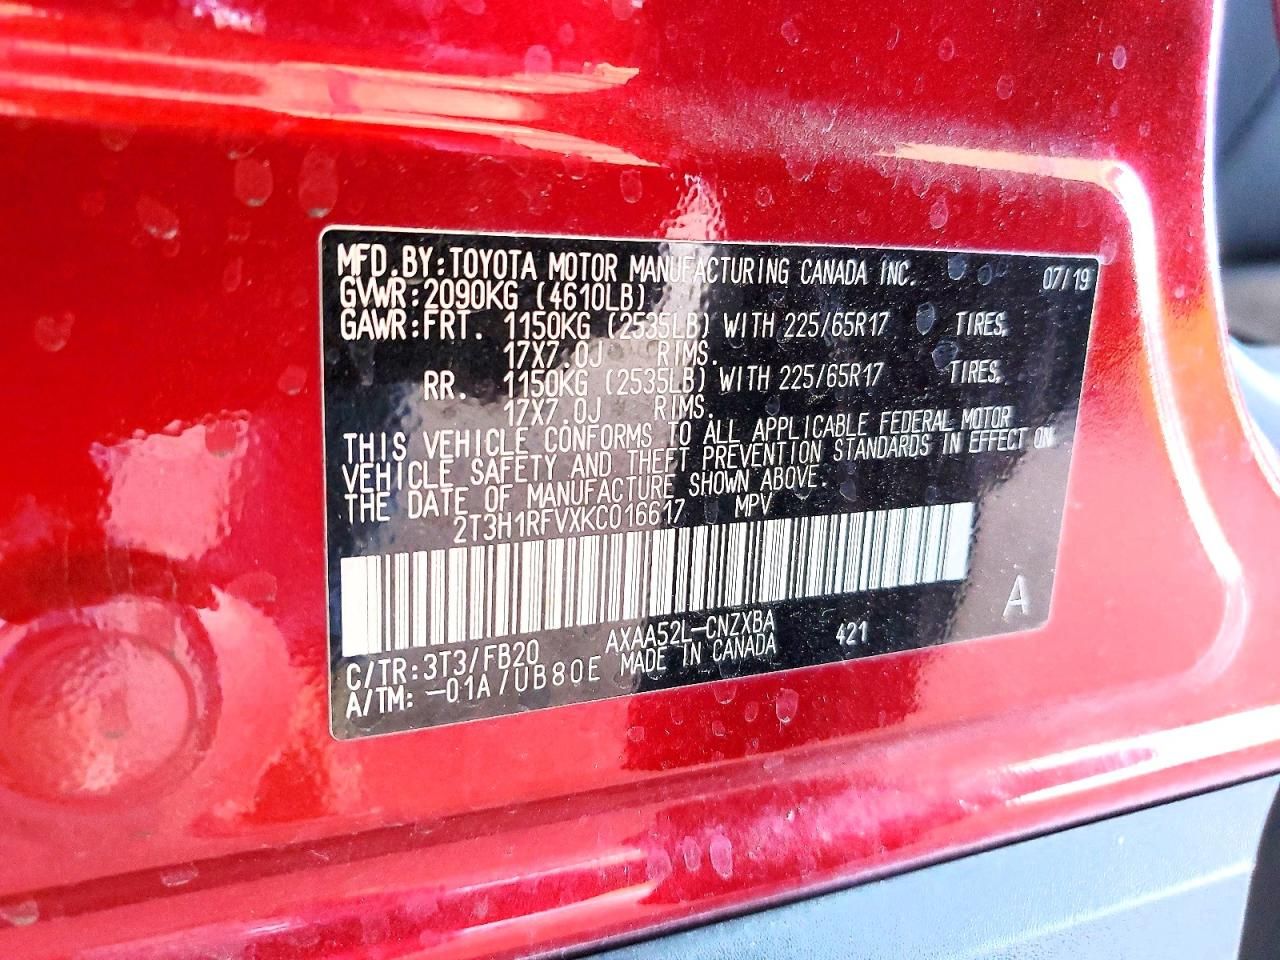 MFD.BY:TOYOTA MOTOR MANUFACTURING CANADA INC. 07/19
GVWR:2090KG (4610LB)
GAWR:FRT. 1150KG (2535LB) WITH 225/65R17 TIRES,
17X7.0J RIMS.
RR. 1150KG (2535LB) WITH 225/65R17 TIRES,
17X7.0J RIMS.
THIS VEHICLE CONFORMS TO ALL APPLICABLE FEDERAL MOTOR
VEHICLE SAFETY AND THEFT PREVENTION STANDARDS IN EFFECT ON
THE DATE OF MANUFACTURE SHOWN ABOVE.
2T3H1RFVXKC016617 MPV
A
C/TR:3T3/FB20 AXAA52L-CNZXBA 421
A/TM:-01A/UB80E MADE IN CANADA